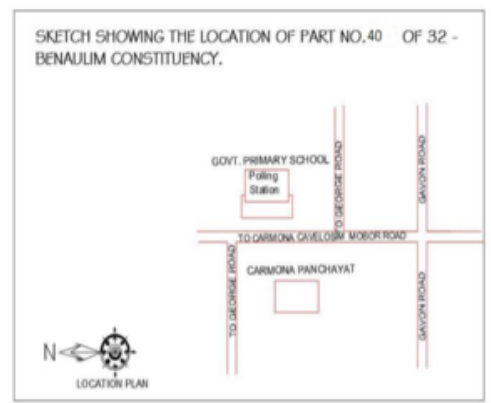 SKETCH SHOWING THE LOCATION OF PART NO.40 OF 32 -
BENAULIM CONSTITUENCY.
GOVT. PRIMARY SCHOOL
Polling
Station
TO GEORGE ROAD
GAVON ROAD
TO CARMONA CAVELOSIM MOBOR ROAD
TO GEORGE ROAD
CARMONA PANCHAYAT
GAVON ROAD
N
LOCATION PLAN